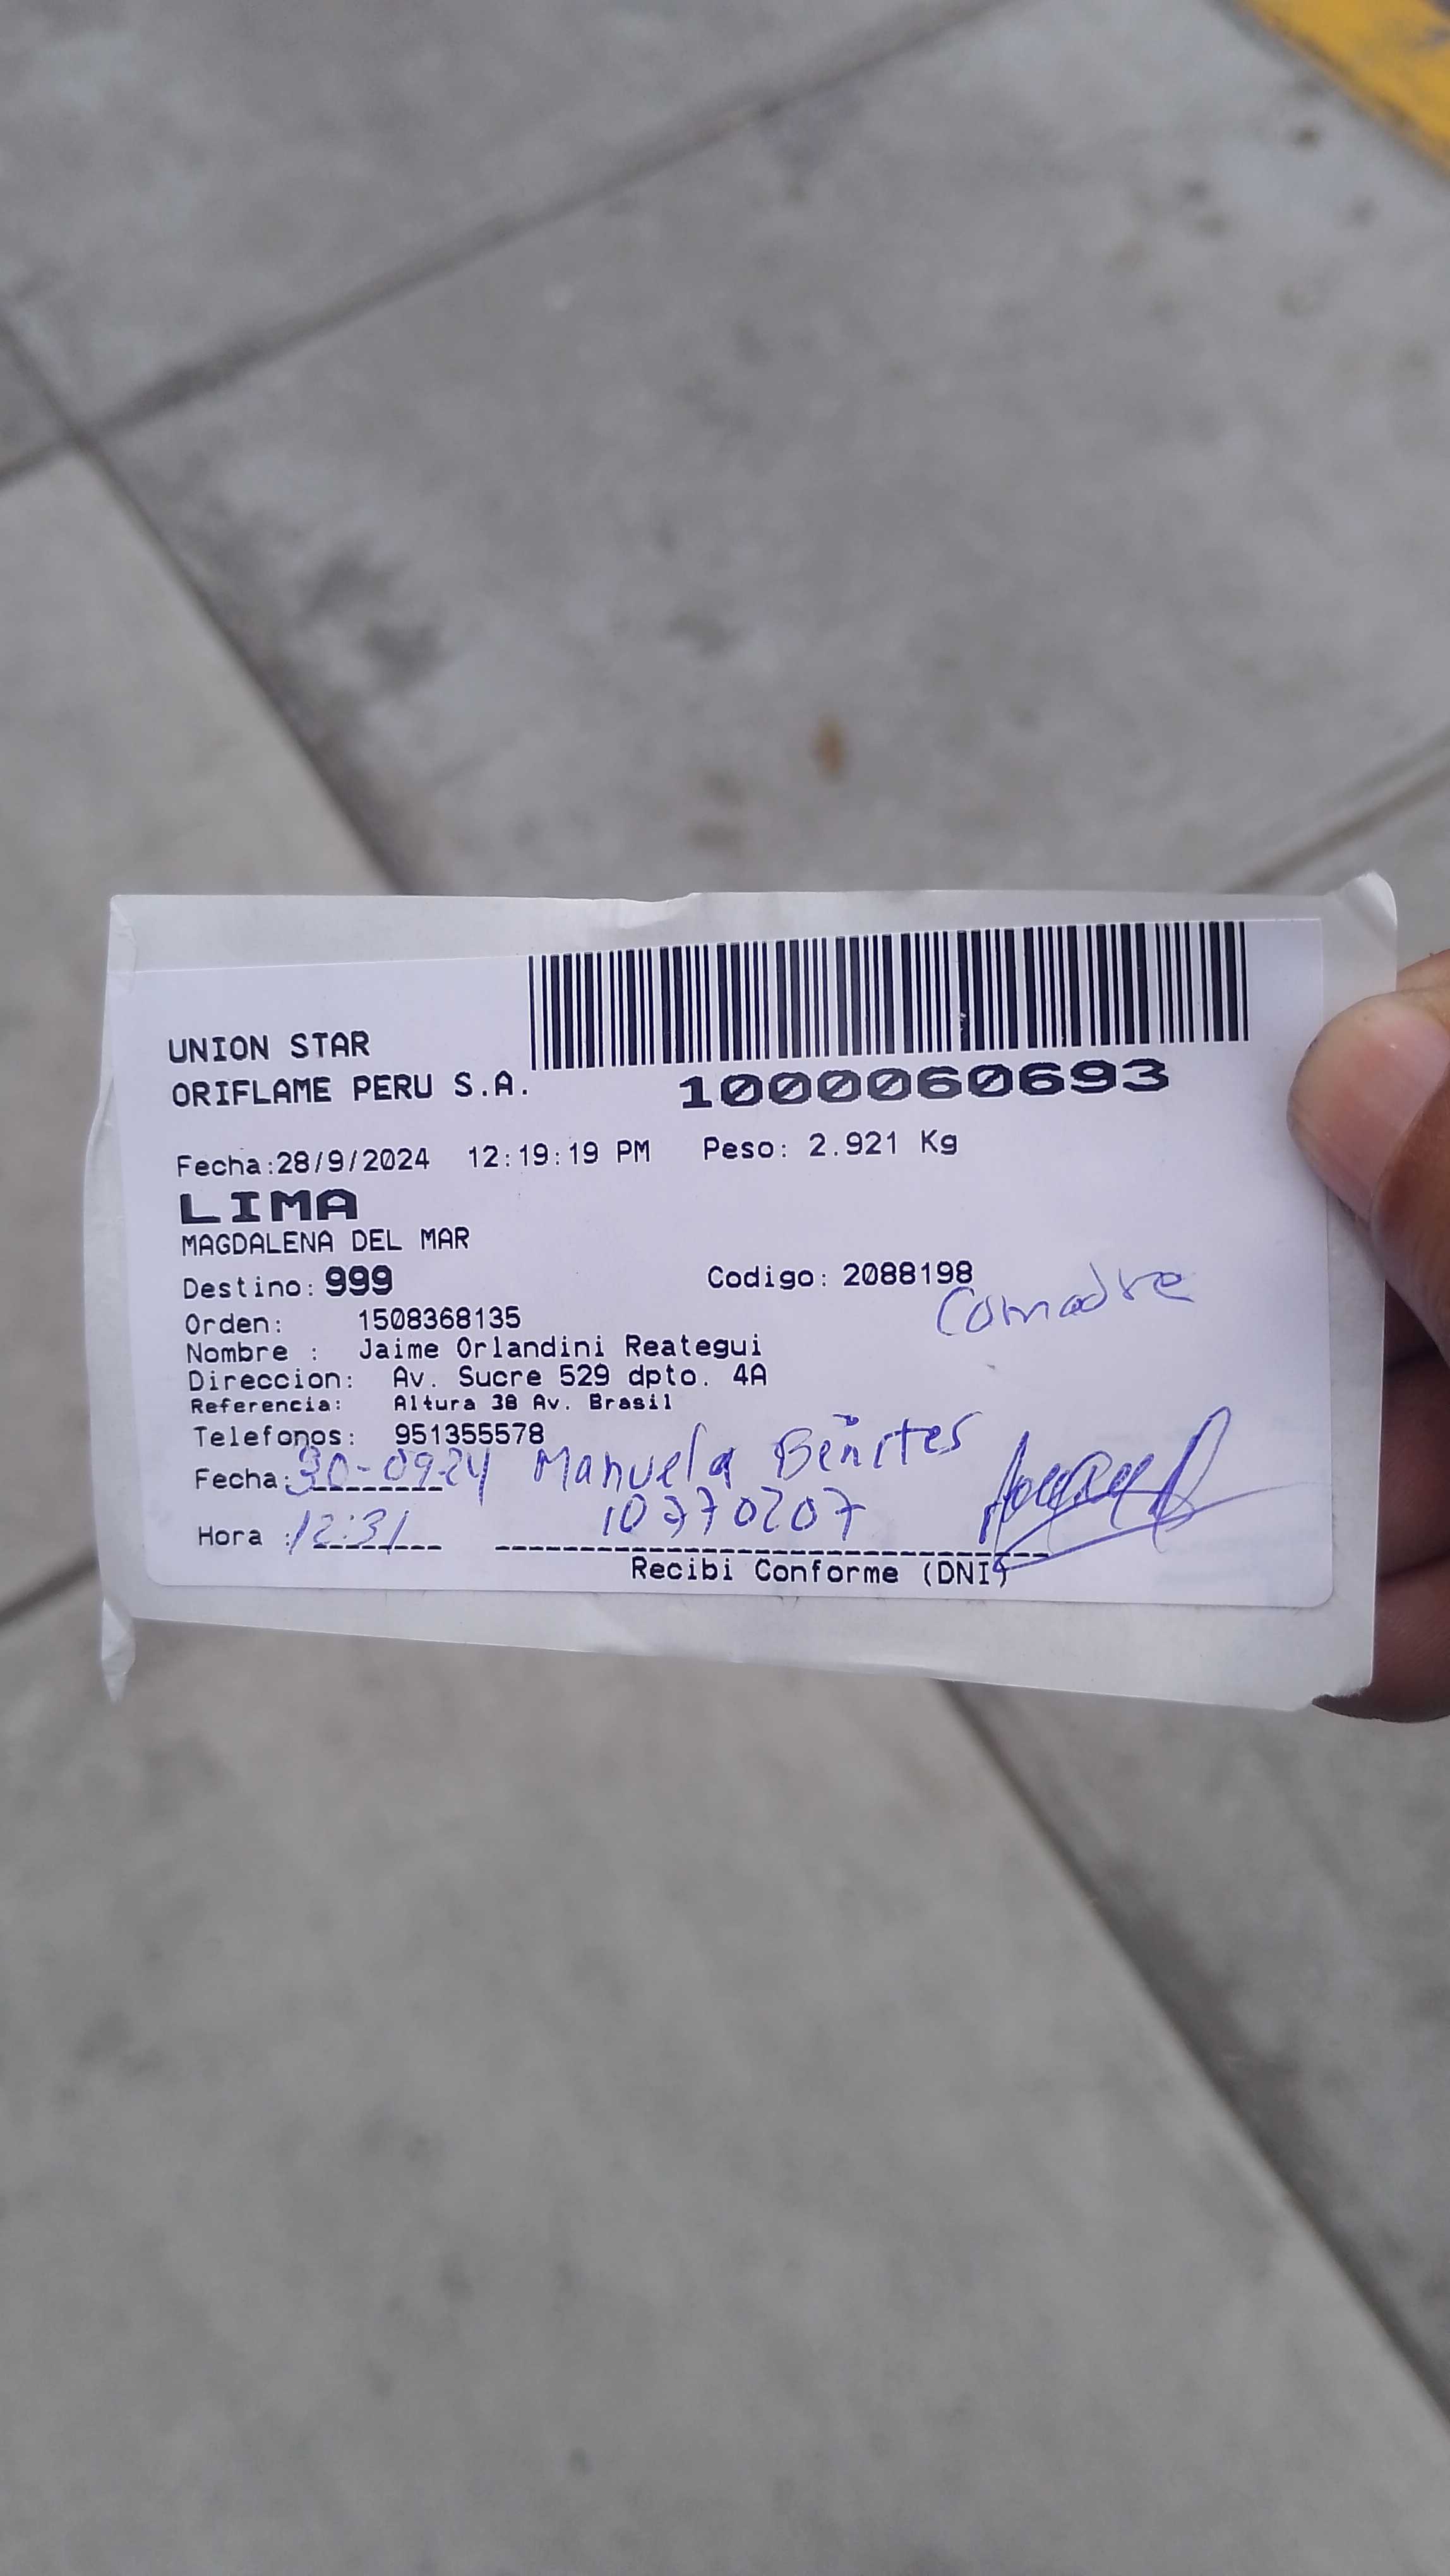 UNION STAR
ORIFLAME PERU S.A.
1000060693
Fecha:28/9/2024 12:19:19 PM Peso: 2.921 Kg
LIMA
MAGDALENA DEL MAR
Destino: 999 Codigo: 2088198
Comadre
Orden: 1508368135
Nombre : Jaime Orlandini Reategui
Direccion: Av. Sucre 529 dpto. 4A
Referencia: Altura 38 Av. Brasil
Telefonos: 951355578
Fecha: 30-09-24 Manuela Benites
10770207
Hora : 12:31
Recibi Conforme (DNI)